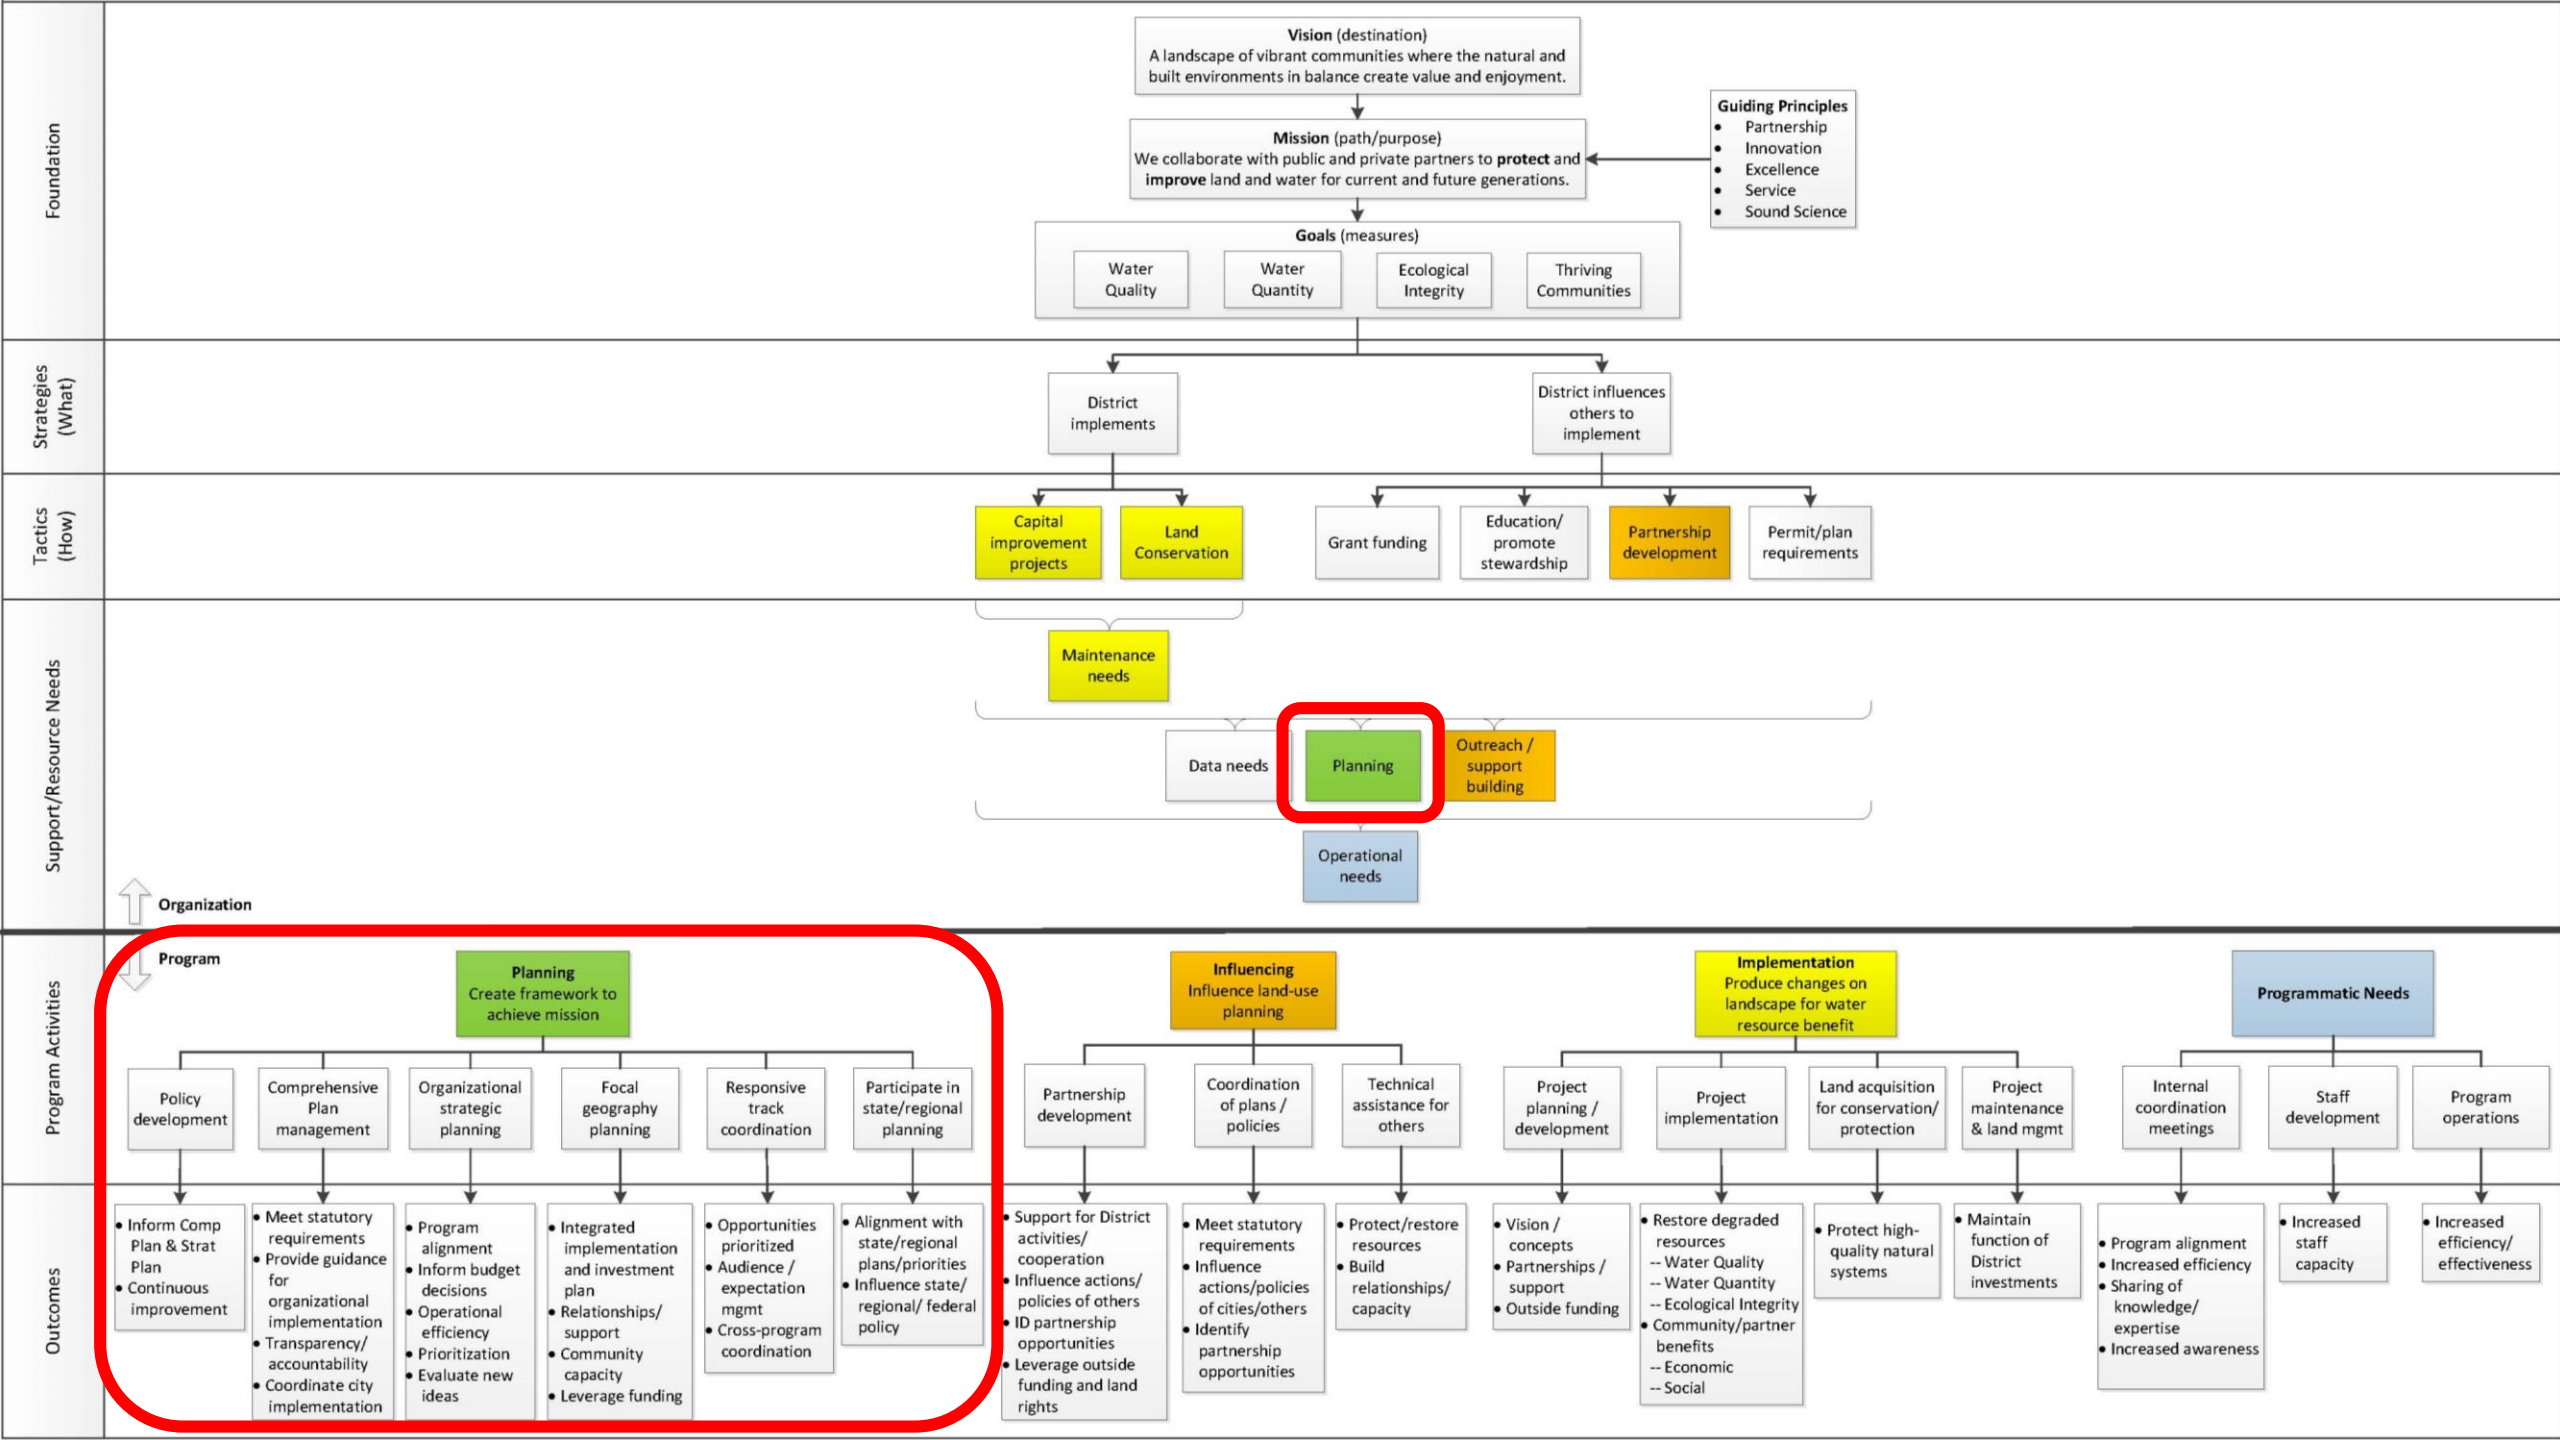 Foundation
Vision (destination)
A landscape of vibrant communities where the natural and
built environments in balance create value and enjoyment.
Mission (path/purpose)
We collaborate with public and private partners to protect and
improve land and water for current and future generations.
Guiding Principles
• Partnership
• Innovation
• Excellence
• Service
• Sound Science
Goals (measures)
Water
Quality
Water
Quantity
Ecological
Integrity
Thriving
Communities
Strategies
(What)
District
implements
District influences
others to
implement
Tactics
(How)
Capital
improvement
projects
Land
Conservation
Grant funding
Education/
promote
stewardship
Partnership
development
Permit/plan
requirements
Support/Resource Needs
Maintenance
needs
Data needs
Planning
Outreach /
support
building
Operational
needs
Organization
Program
Program Activities
Planning
Create framework to
achieve mission
Policy
development
Comprehensive
Plan
management
Organizational
strategic
planning
Focal
geography
planning
Responsive
track
coordination
Participate in
state/regional
planning
Influencing
Influence land-use
planning
Partnership
development
Coordination
of plans /
policies
Technical
assistance for
others
Implementation
Produce changes on
landscape for water
resource benefit
Project
planning /
development
Project
implementation
Land acquisition
for conservation/
protection
Project
maintenance
& land mgmt
Programmatic Needs
Internal
coordination
meetings
Staff
development
Program
operations
Outcomes
• Inform Comp
Plan & Strat
Plan
• Continuous
improvement
• Meet statutory
requirements
• Provide guidance
for
organizational
implementation
• Transparency/
accountability
• Coordinate city
implementation
• Program
alignment
• Inform budget
decisions
• Operational
efficiency
• Prioritization
• Evaluate new
ideas
• Integrated
implementation
and investment
plan
• Relationships/
support
• Community
capacity
• Leverage funding
• Opportunities
prioritized
• Audience /
expectation
mgmt
• Cross-program
coordination
• Alignment with
state/regional
plans/priorities
• Influence state/
regional/ federal
policy
• Support for District
activities/
cooperation
• Influence actions/
policies of others
• ID partnership
opportunities
• Leverage outside
funding and land
rights
• Meet statutory
requirements
• Influence
actions/policies
of cities/others
• Identify
partnership
opportunities
• Protect/restore
resources
• Build
relationships/
capacity
• Vision /
concepts
• Partnerships /
support
• Outside funding
• Restore degraded
resources
-- Water Quality
-- Water Quantity
-- Ecological Integrity
• Community/partner
benefits
-- Economic
-- Social
• Protect high-
quality natural
systems
• Maintain
function of
District
investments
• Program alignment
• Increased efficiency
• Sharing of
knowledge/
expertise
• Increased awareness
• Increased
staff
capacity
• Increased
efficiency/
effectiveness